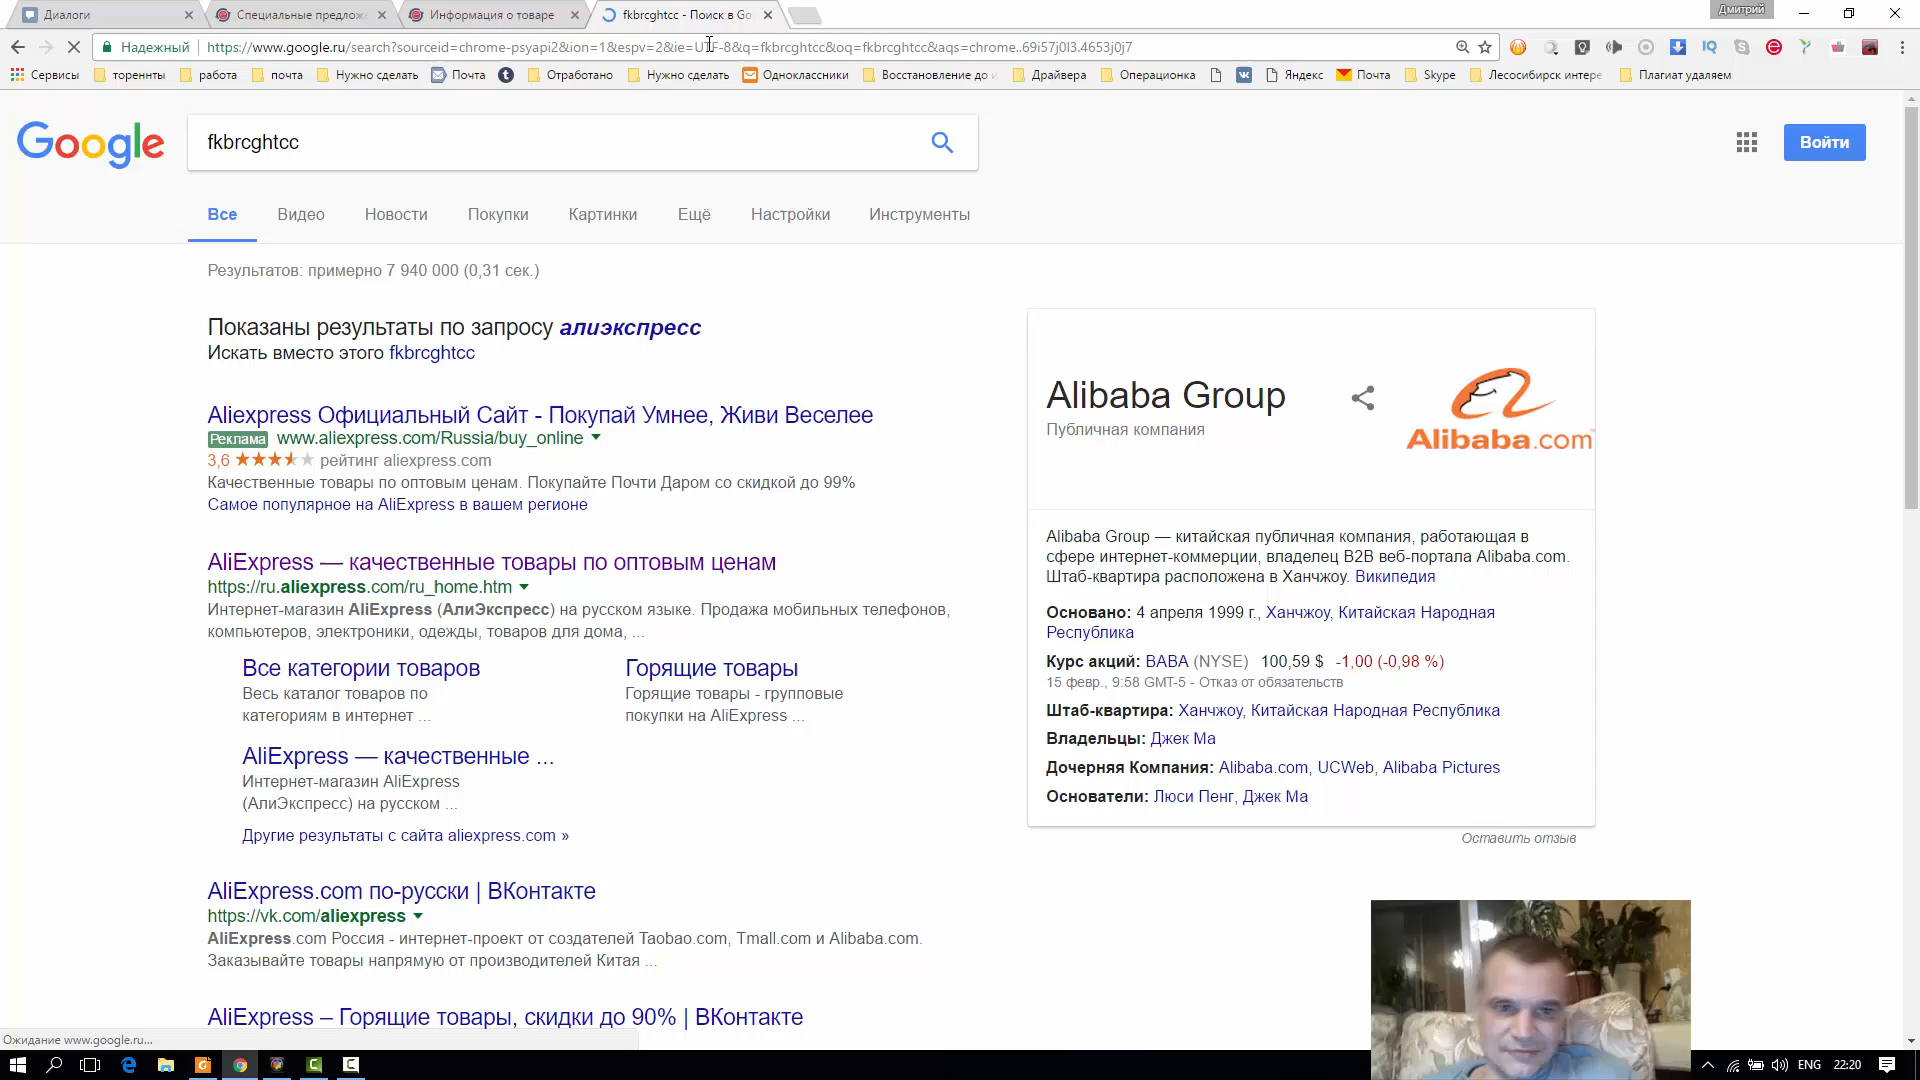 Диалоги
Специальные предлож
Информация о товаре
fkbrcghtcc - Поиск в Go
Дмитрий
Надежный
https://www.google.ru/search?sourceid=chrome-psyapi2&ion=1&espv=2&ie=UTF-8&q=fkbrcghtcc&oq=fkbrcghtcc&aqs=chrome..69i57j0l3.4653j0j7
Сервисы
торенты
работа
почта
Нужно сделать
Почта
Отработано
Нужно сделать
Одноклассники
Восстановление до
Драйвера
Операционка
Яндекс
Почта
Skype
Лесосибирск интере
Плагиат удаляем
Google
fkbrcghtcc
Войти
Все
Видео
Новости
Покупки
Картинки
Ещё
Настройки
Инструменты
Результатов: примерно 7 940 000 (0,31 сек.)
Показаны результаты по запросу алиэкспресс
Искать вместо этого fkbrcghtcc
Aliexpress Официальный Сайт - Покупай Умнее, Живи Веселее
Реклама www.aliexpress.com/Russia/buy_online
3,6 рейтинг aliexpress.com
Качественные товары по оптовым ценам. Покупайте Почти Даром со скидкой до 99%
Самое популярное на AliExpress в вашем регионе
AliExpress — качественные товары по оптовым ценам
https://ru.aliexpress.com/ru_home.htm
Интернет-магазин AliExpress (АлиЭкспресс) на русском языке. Продажа мобильных телефонов,
компьютеров, электроники, одежды, товаров для дома, ...
Все категории товаров
Весь каталог товаров по
категориям в интернет ...
Горящие товары
Горящие товары - групповые
покупки на AliExpress ...
AliExpress — качественные ...
Интернет-магазин AliExpress
(АлиЭкспресс) на русском ...
Другие результаты с сайта aliexpress.com »
AliExpress.com по-русски | ВКонтакте
https://vk.com/aliexpress
AliExpress.com Россия - интернет-проект от создателей Taobao.com, Tmall.com и Alibaba.com.
Заказывайте товары напрямую от производителей Китая ...
AliExpress – Горящие товары, скидки до 90% | ВКонтакте
Alibaba Group
Публичная компания
Alibaba.com
Alibaba Group — китайская публичная компания, работающая в
сфере интернет-коммерции, владелец B2B веб-портала Alibaba.com.
Штаб-квартира расположена в Ханчжоу. Википедия
Основано: 4 апреля 1999 г., Ханчжоу, Китайская Народная
Республика
Курс акций: BABA (NYSE) 100,59 $ -1,00 (-0,98 %)
15 февр., 9:58 GMT-5 - Отказ от обязательств
Штаб-квартира: Ханчжоу, Китайская Народная Республика
Владельцы: Джек Ма
Дочерняя Компания: Alibaba.com, UCWeb, Alibaba Pictures
Основатели: Люси Пенг, Джек Ма
Оставить отзыв
Ожидание www.google.ru...
ENG
22:20